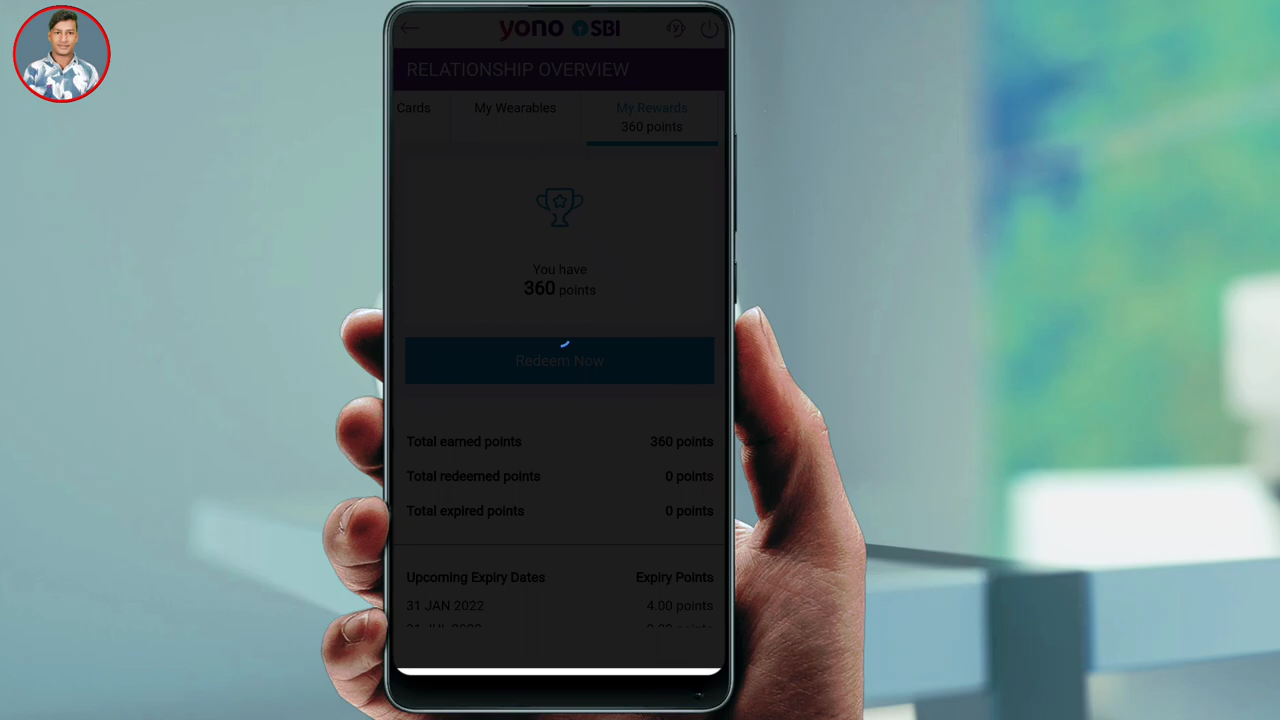 yono SBI
RELATIONSHIP OVERVIEW
Cards
My Wearables
My Rewards
360 points
You have
360 points
Redeem Now
Total earned points 360 points
Total redeemed points 0 points
Total expired points 0 points
Upcoming Expiry Dates Expiry Points
31 JAN 2022 4.00 points